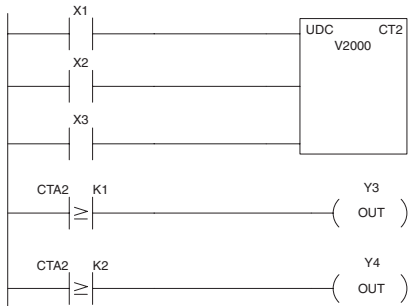 X1
UDC CT2
V2000
X2
X3
CTA2 K1
Y3
≥
OUT
CTA2 K2
Y4
≥
OUT